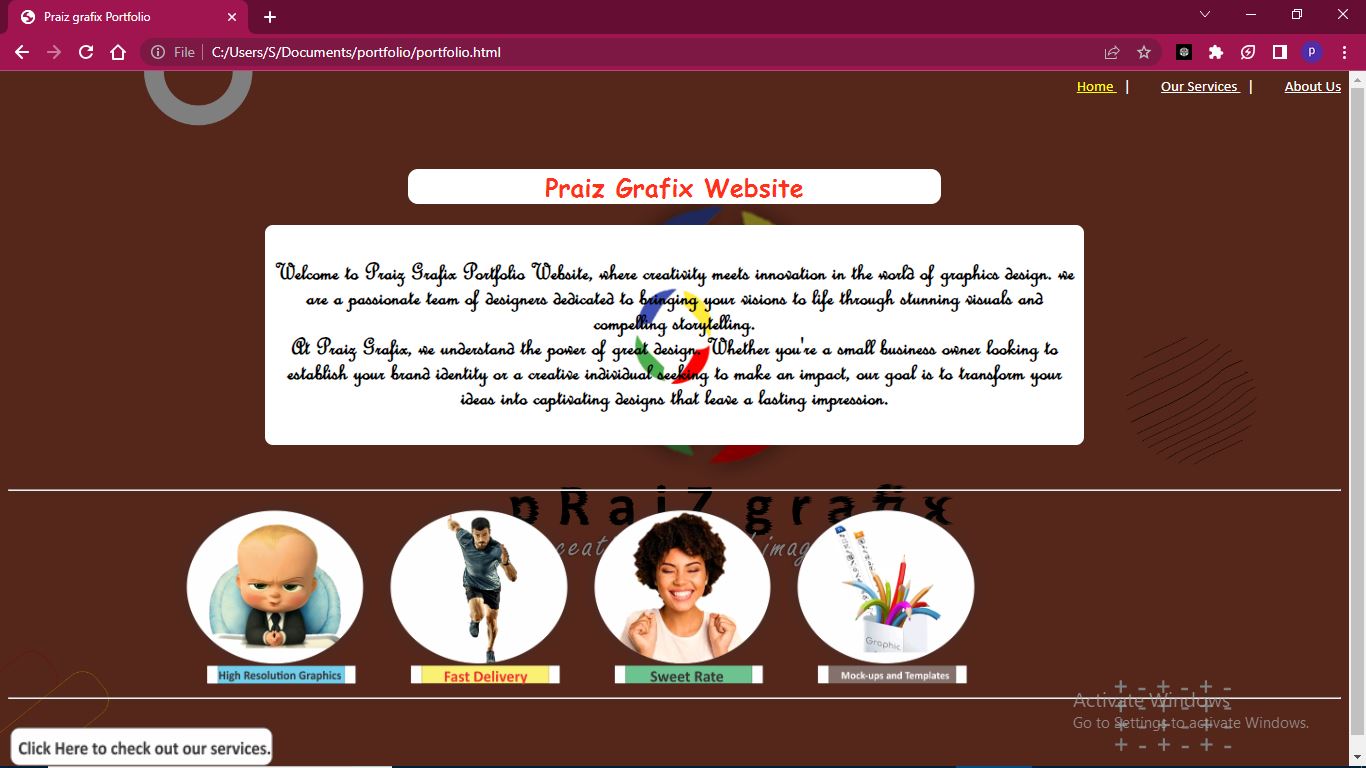 Praiz grafix Portfolio
File | C:/Users/S/Documents/portfolio/portfolio.html
p
Home | Our Services | About Us
Praiz Grafix Website
Welcome to Praiz Grafix Portfolio Website, where creativity meets innovation in the world of graphics design. we
are a passionate team of designers dedicated to bringing your visions to life through stunning visuals and
compelling storytelling.
At Praiz Grafix, we understand the power of great design. Whether you're a small business owner looking to
establish your brand identity or a creative individual seeking to make an impact, our goal is to transform your
ideas into captivating designs that leave a lasting impression.
pRaiZ grafix
Graphic
High Resolution Graphics
Fast Delivery
Sweet Rate
Mock-ups and Templates
Activate Windows
Go to Settings to activate Windows.
Click Here to check out our services.